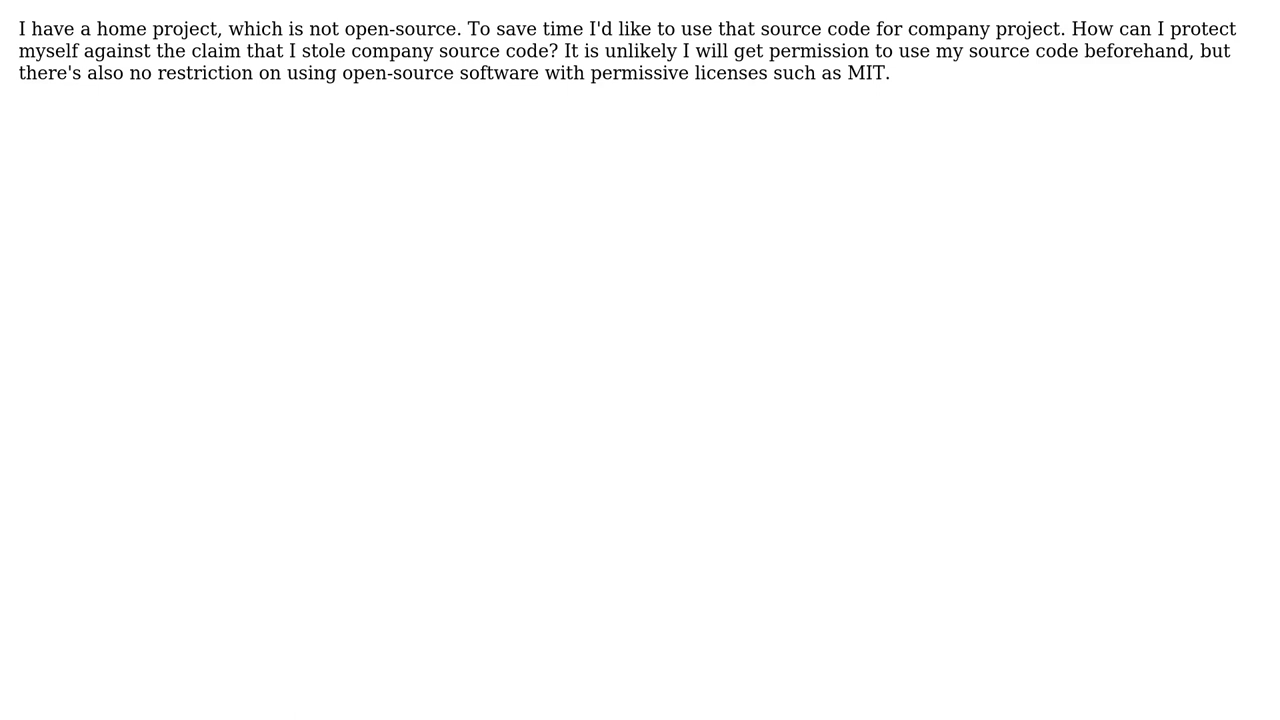 I have a home project, which is not open-source. To save time I'd like to use that source code for company project. How can I protect
myself against the claim that I stole company source code? It is unlikely I will get permission to use my source code beforehand, but
there's also no restriction on using open-source software with permissive licenses such as MIT.